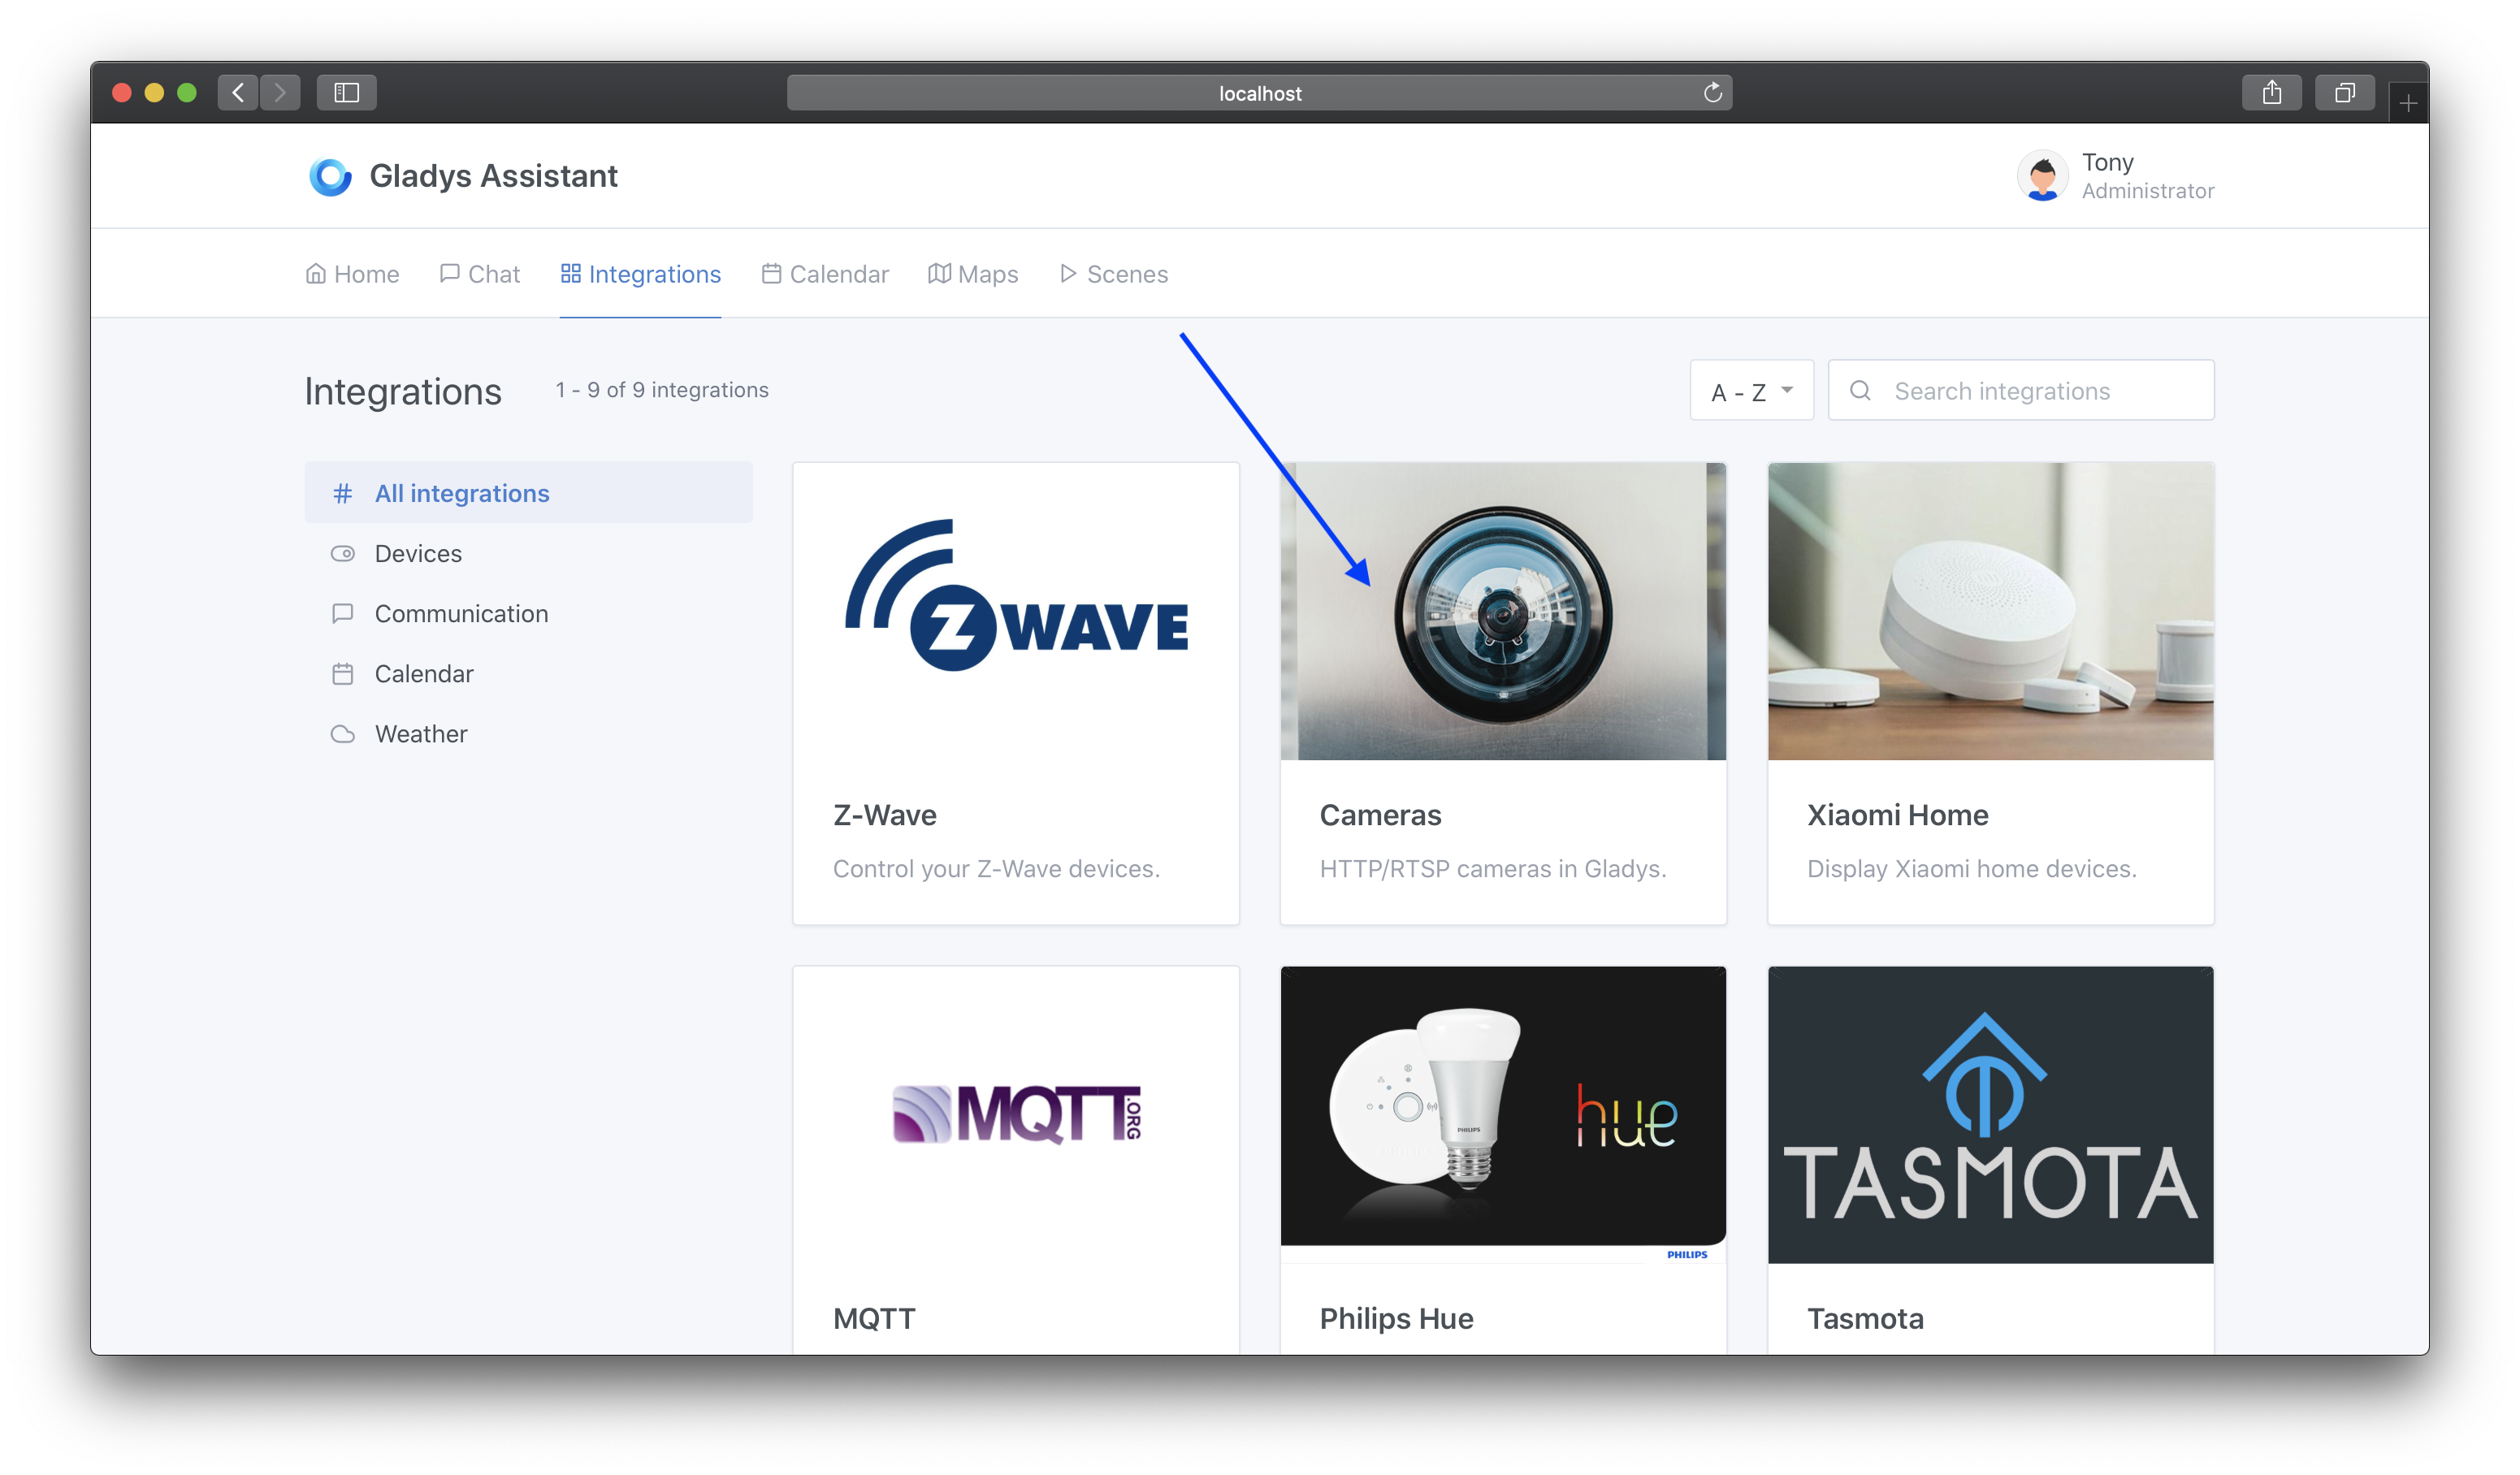 localhost
Gladys Assistant
Tony
Administrator
Home
Chat
Integrations
Calendar
Maps
Scenes
Integrations
1 - 9 of 9 integrations
A - Z
Search integrations
# All integrations
Devices
Communication
Calendar
Weather
Z WAVE
Z-Wave
Control your Z-Wave devices.
Cameras
HTTP/RTSP cameras in Gladys.
Xiaomi Home
Display Xiaomi home devices.
MQTT.ORG
MQTT
PHILIPS
hue
PHILIPS
Philips Hue
TASMOTA
Tasmota